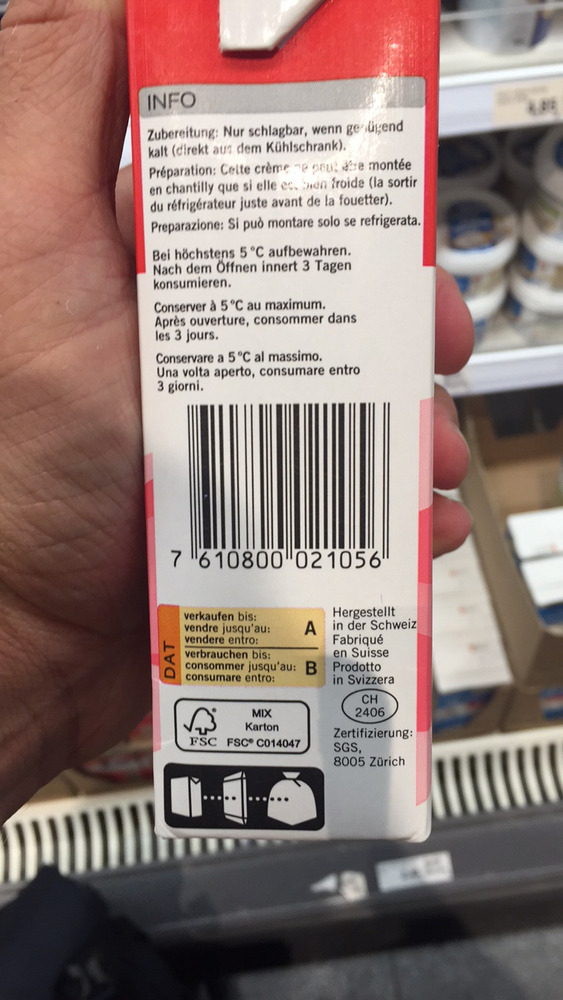 INFO
Zubereitung: Nur schlagbar, wenn genügend
kalt (direkt aus dem Kühlschrank).
Préparation: Cette crème ne peut être montée
en chantilly que si elle est bien froide (la sortir
du réfrigérateur juste avant de la fouetter).
Preparazione: Si può montare solo se refrigerata.
Bei höchstens 5 °C aufbewahren.
Nach dem Öffnen innert 3 Tagen
konsumieren.
Conserver à 5 °C au maximum.
Après ouverture, consommer dans
les 3 jours.
Conservare a 5 °C al massimo.
Una volta aperto, consumare entro
3 giorni.
7 610800 021056
DAT
verkaufen bis:
vendre jusqu'au: A
vendere entro:
verbrauchen bis:
consommer jusqu'au: B
consumare entro:
Hergestellt
in der Schweiz
Fabriqué
en Suisse
Prodotto
in Svizzera
CH
2406
Zertifizierung:
SGS,
8005 Zürich
MIX
Karton
FSC FSC® C014047